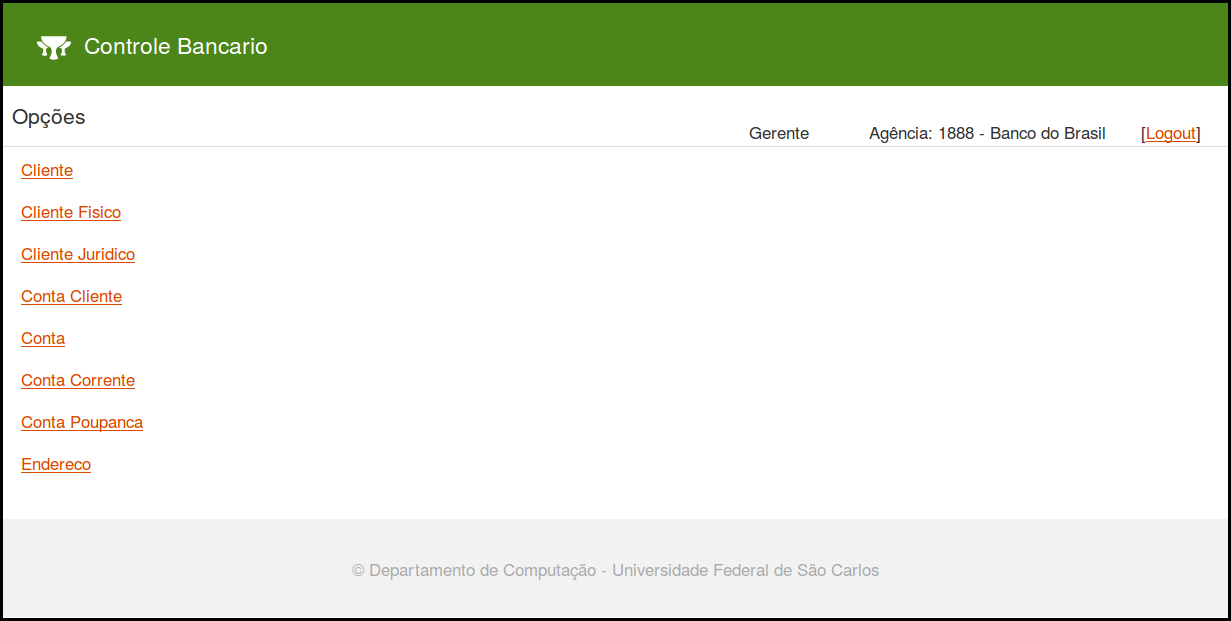 Controle Bancario
Opções
Gerente Agência: 1888 - Banco do Brasil [Logout]
Cliente
Cliente Fisico
Cliente Juridico
Conta Cliente
Conta
Conta Corrente
Conta Poupanca
Endereco
© Departamento de Computação - Universidade Federal de São Carlos